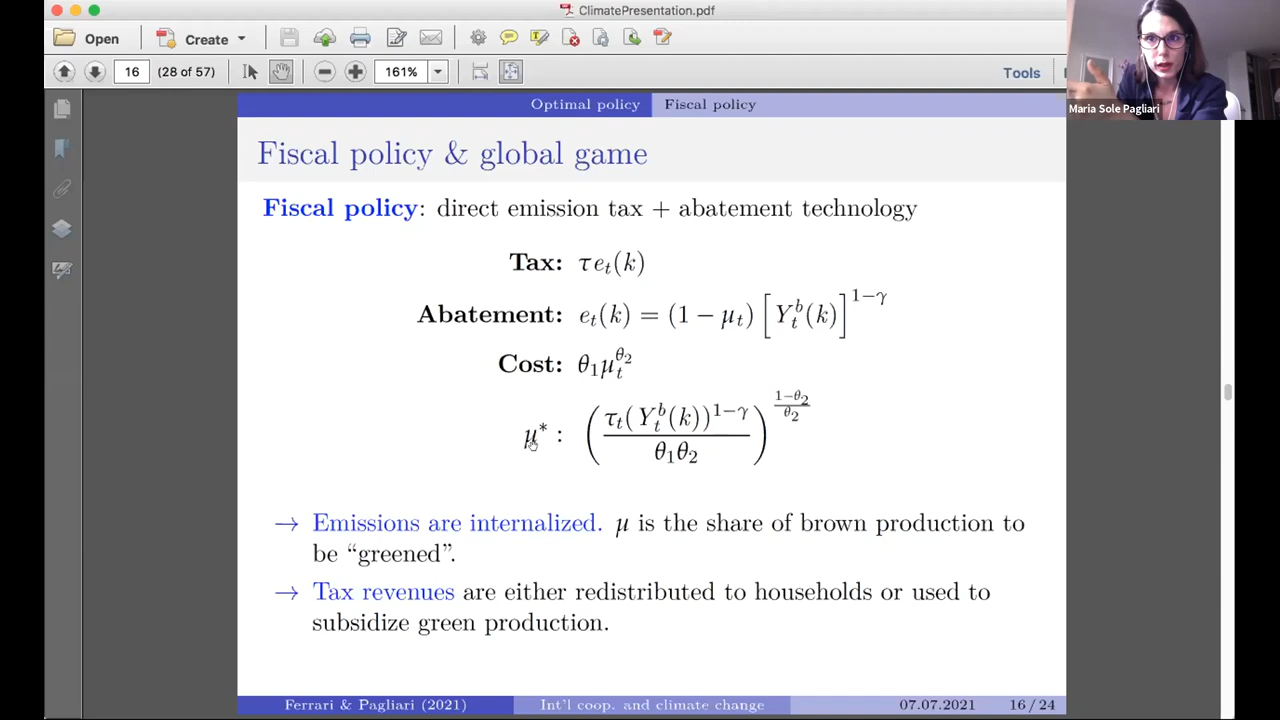 ClimatePresentation.pdf
Open
Create
16 (28 of 57)
161%
Tools
Maria Sole Pagliari
Optimal policy Fiscal policy
Fiscal policy & global game
Fiscal policy: direct emission tax + abatement technology
Tax: τe_t(k)
Abatement: e_t(k) = (1 − μ_t) [Y_t^b(k)]^{1−γ}
Cost: θ_1 μ_t^{θ_2}
μ* : (τ_t(Y_t^b(k))^{1−γ} / θ_1θ_2)^{(1−θ_2)/θ_2}
→ Emissions are internalized. μ is the share of brown production to
be “greened”.
→ Tax revenues are either redistributed to households or used to
subsidize green production.
Ferrari & Pagliari (2021) Int'l coop. and climate change 07.07.2021 16 / 24